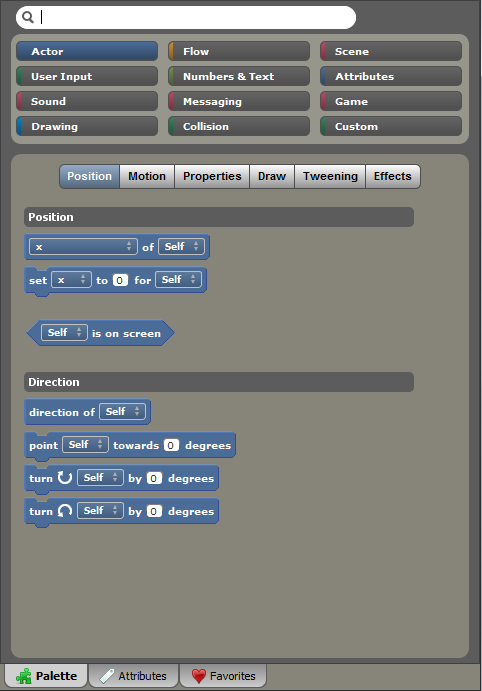 Actor Flow Scene
User Input Numbers & Text Attributes
Sound Messaging Game
Drawing Collision Custom
Position Motion Properties Draw Tweening Effects
Position
x of Self
set x to 0 for Self
Self is on screen
Direction
direction of Self
point Self towards 0 degrees
turn Self by 0 degrees
turn Self by 0 degrees
Palette Attributes Favorites